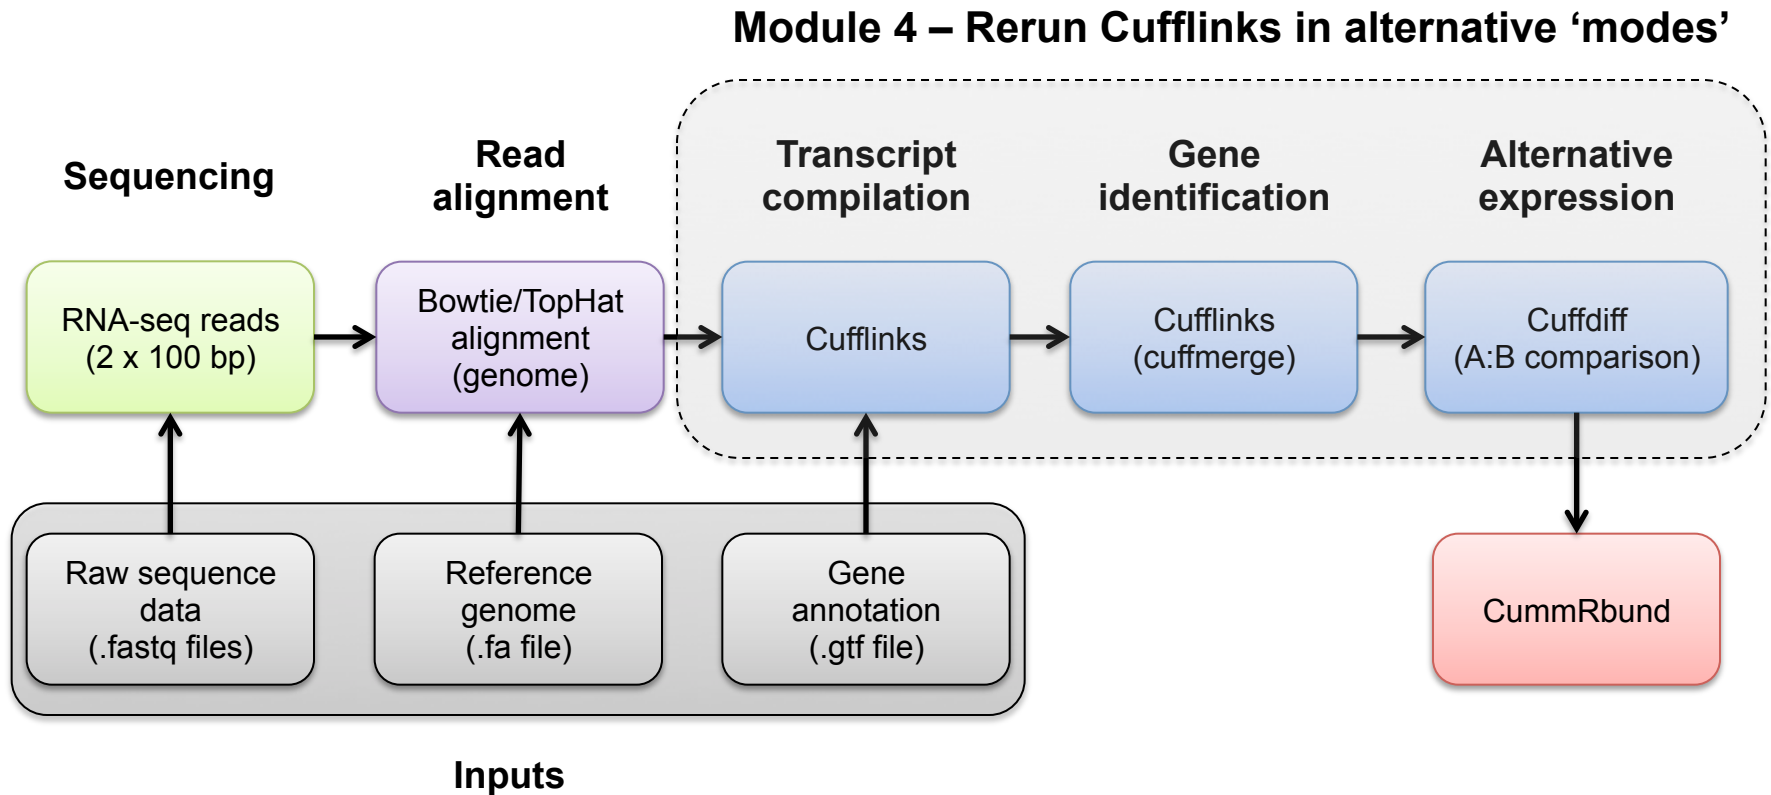 Module 4 – Rerun Cufflinks in alternative ‘modes’
Sequencing
Read
alignment
Transcript
compilation
Gene
identification
Alternative
expression
RNA-seq reads
(2 x 100 bp)
Bowtie/TopHat
alignment
(genome)
Cufflinks
Cufflinks
(cuffmerge)
Cuffdiff
(A:B comparison)
Raw sequence
data
(.fastq files)
Reference
genome
(.fa file)
Gene
annotation
(.gtf file)
CummRbund
Inputs